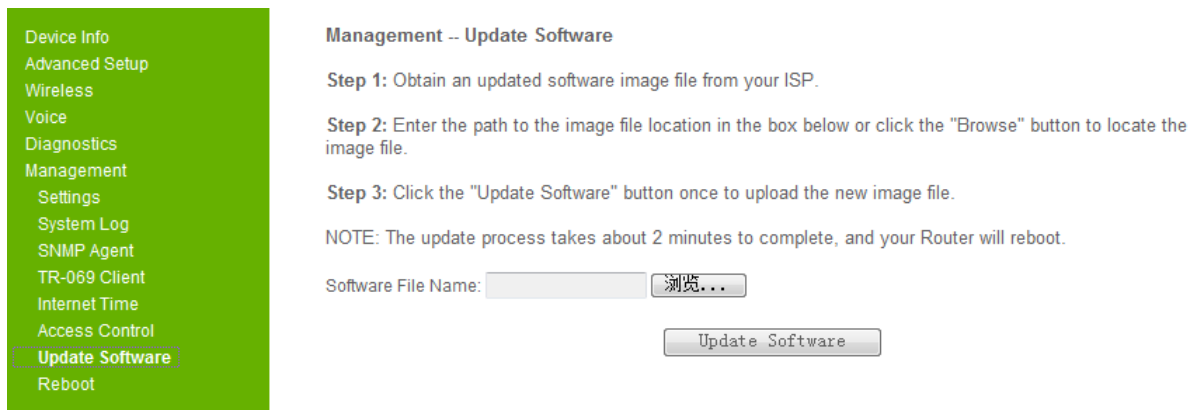 Device Info
Advanced Setup
Wireless
Voice
Diagnostics
Management
Settings
System Log
SNMP Agent
TR-069 Client
Internet Time
Access Control
Update Software
Reboot
Management -- Update Software
Step 1: Obtain an updated software image file from your ISP.
Step 2: Enter the path to the image file location in the box below or click the "Browse" button to locate the
image file.
Step 3: Click the "Update Software" button once to upload the new image file.
NOTE: The update process takes about 2 minutes to complete, and your Router will reboot.
Software File Name: 浏览...
Update Software